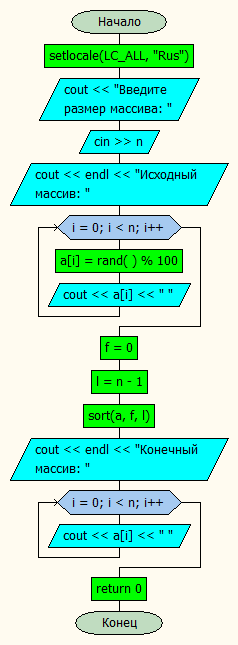 Начало
setlocale(LC_ALL, "Rus")
cout << "Введите
размер массива: "
cin >> n
cout << endl << "Исходный
массив: "
i = 0; i < n; i++
a[i] = rand( ) % 100
cout << a[i] << " "
f = 0
l = n - 1
sort(a, f, l)
cout << endl << "Конечный
массив: "
i = 0; i < n; i++
cout << a[i] << " "
return 0
Конец